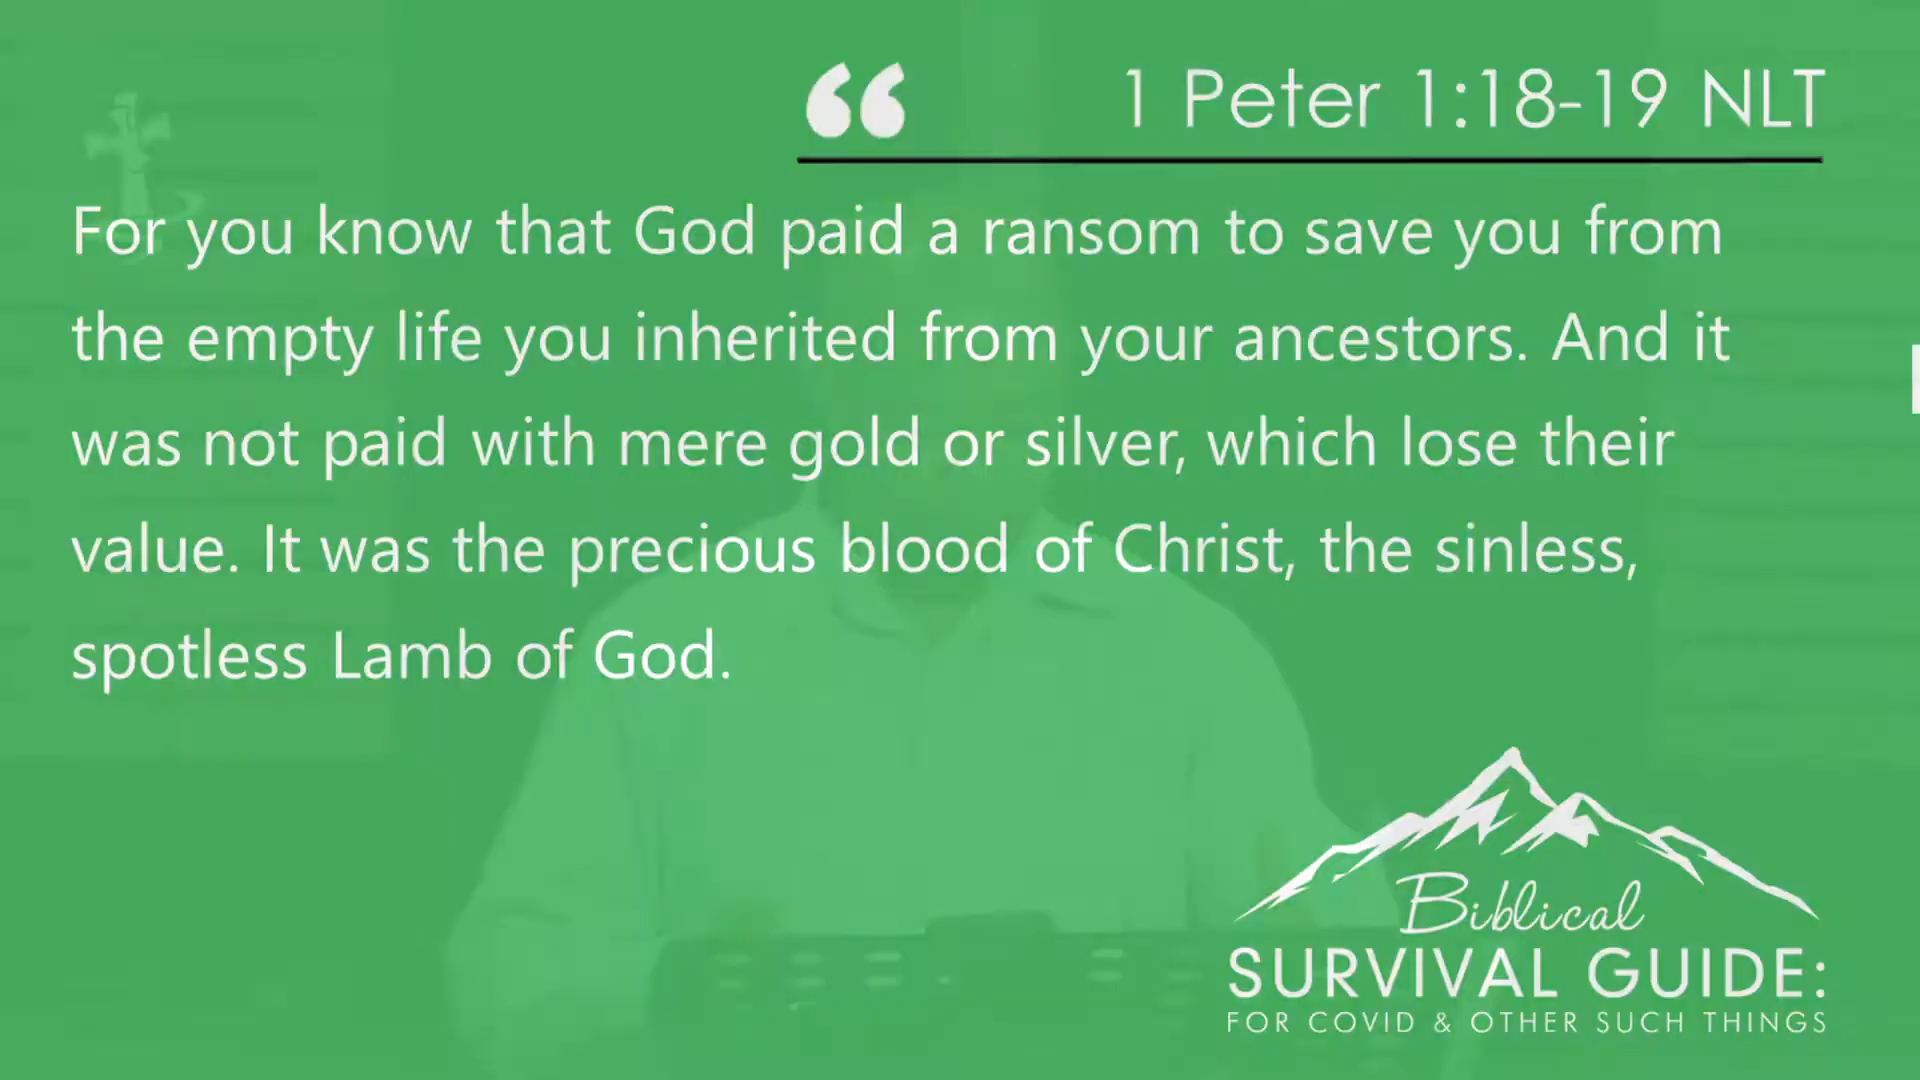 “ 1 Peter 1:18-19 NLT
For you know that God paid a ransom to save you from
the empty life you inherited from your ancestors. And it
was not paid with mere gold or silver, which lose their
value. It was the precious blood of Christ, the sinless,
spotless Lamb of God.
Biblical
SURVIVAL GUIDE:
FOR COVID & OTHER SUCH THINGS